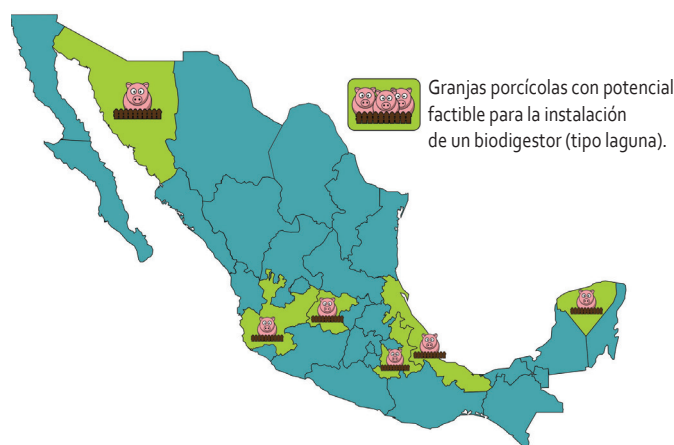 Granjas porcícolas con potencial
factible para la instalación
de un biodigestor (tipo laguna).